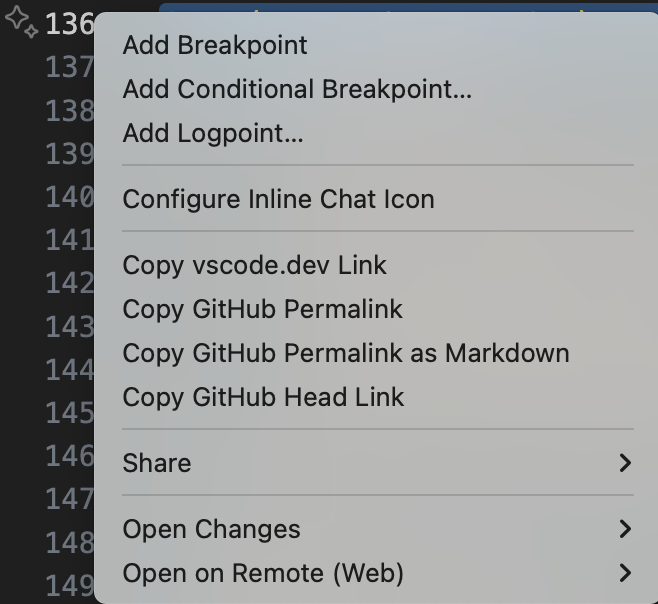 136
Add Breakpoint
137
Add Conditional Breakpoint...
138
Add Logpoint...
139
140
Configure Inline Chat Icon
141
142
Copy vscode.dev Link
143
Copy GitHub Permalink
144
Copy GitHub Permalink as Markdown
145
Copy GitHub Head Link
146
Share
147
148
Open Changes
149
Open on Remote (Web)